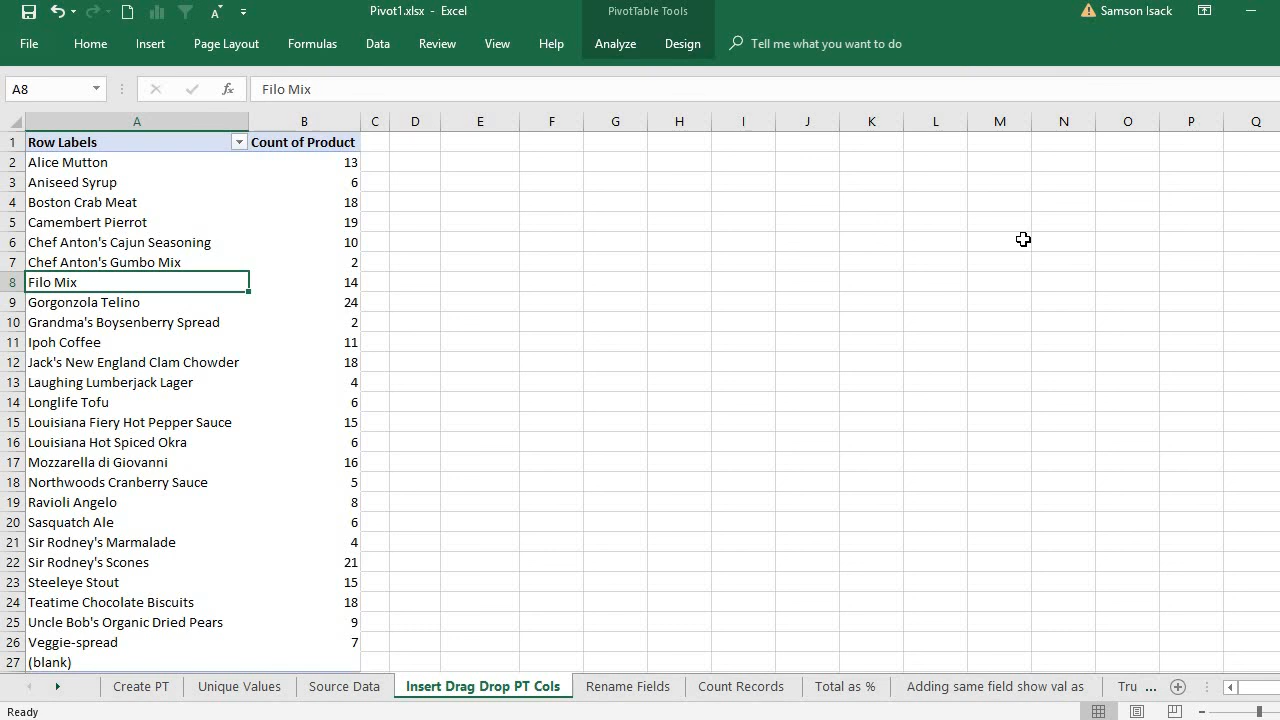 Pivot1.xlsx - Excel
PivotTable Tools
Samson Isack
File Home Insert Page Layout Formulas Data Review View Help Analyze Design Tell me what you want to do
A8 fx Filo Mix
A B C D E F G H I J K L M N O P Q
1 Row Labels Count of Product
2 Alice Mutton 13
3 Aniseed Syrup 6
4 Boston Crab Meat 18
5 Camembert Pierrot 19
6 Chef Anton's Cajun Seasoning 10
7 Chef Anton's Gumbo Mix 2
8 Filo Mix 14
9 Gorgonzola Telino 24
10 Grandma's Boysenberry Spread 2
11 Ipoh Coffee 11
12 Jack's New England Clam Chowder 18
13 Laughing Lumberjack Lager 4
14 Longlife Tofu 6
15 Louisiana Fiery Hot Pepper Sauce 15
16 Louisiana Hot Spiced Okra 6
17 Mozzarella di Giovanni 16
18 Northwoods Cranberry Sauce 5
19 Ravioli Angelo 8
20 Sasquatch Ale 6
21 Sir Rodney's Marmalade 4
22 Sir Rodney's Scones 21
23 Steeleye Stout 15
24 Teatime Chocolate Biscuits 18
25 Uncle Bob's Organic Dried Pears 9
26 Veggie-spread 7
27 (blank)
Create PT Unique Values Source Data Insert Drag Drop PT Cols Rename Fields Count Records Total as % Adding same field show val as Tru ...
Ready